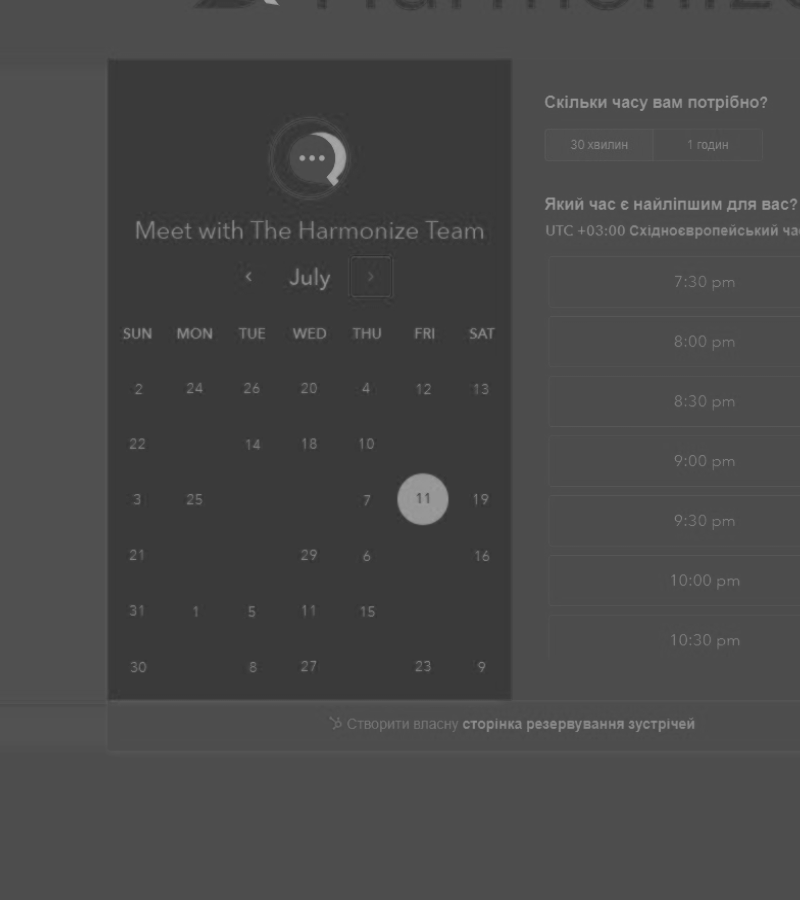 Harmonize
Meet with The Harmonize Team
July
SUN MON TUE WED THU FRI SAT
2 24 26 20 4 12 13
22 14 18 10
3 25 7 11 19
21 29 6 16
31 1 5 11 15
30 8 27 23 9
Скільки часу вам потрібно?
30 хвилин 1 годин
Який час є найліпшим для вас?
UTC +03:00 Східноєвропейський
7:30 pm
8:00 pm
8:30 pm
9:00 pm
9:30 pm
10:00 pm
10:30 pm
Створити власну сторінка резервування зустрічей